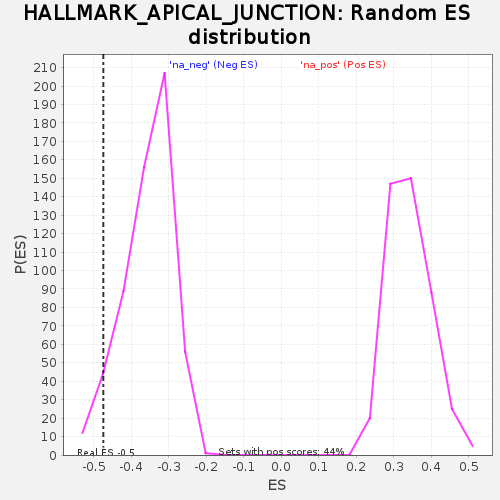 HALLMARK_APICAL_JUNCTION: Random ES
distribution
'na_neg' (Neg ES)
'na_pos' (Pos ES)
210
200
190
180
170
160
150
140
130
120
110
100
90
80
70
60
50
40
30
20
10
0
P(ES)
Real ES -0.5
Sets with pos scores: 44%
-0.5 -0.4 -0.3 -0.2 -0.1 0.0 0.1 0.2 0.3 0.4 0.5
ES